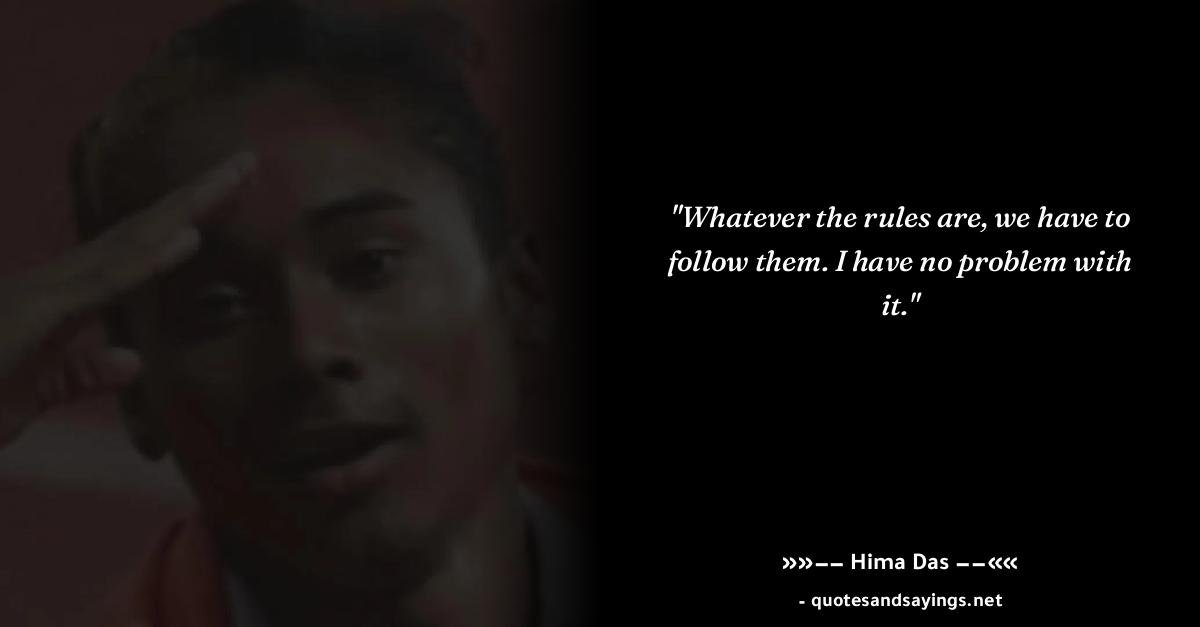 "Whatever the rules are, we have to
follow them. I have no problem with
it."
»»−− Hima Das −−««
- quotesandsayings.net